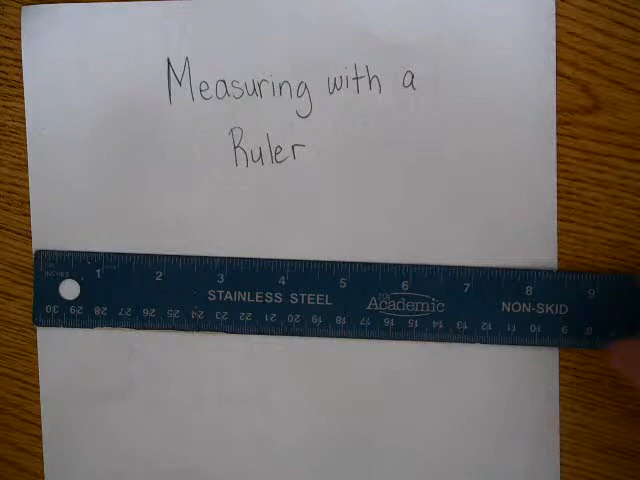 Measuring with a
Ruler
INCHES
1 2 3 4 5 6 7 8 9
STAINLESS STEEL
Academic
NON-SKID
30 29 28 27 26 25 24 23 22 21 20 19 18 17 16 15 14 13 12 11 10 9 8